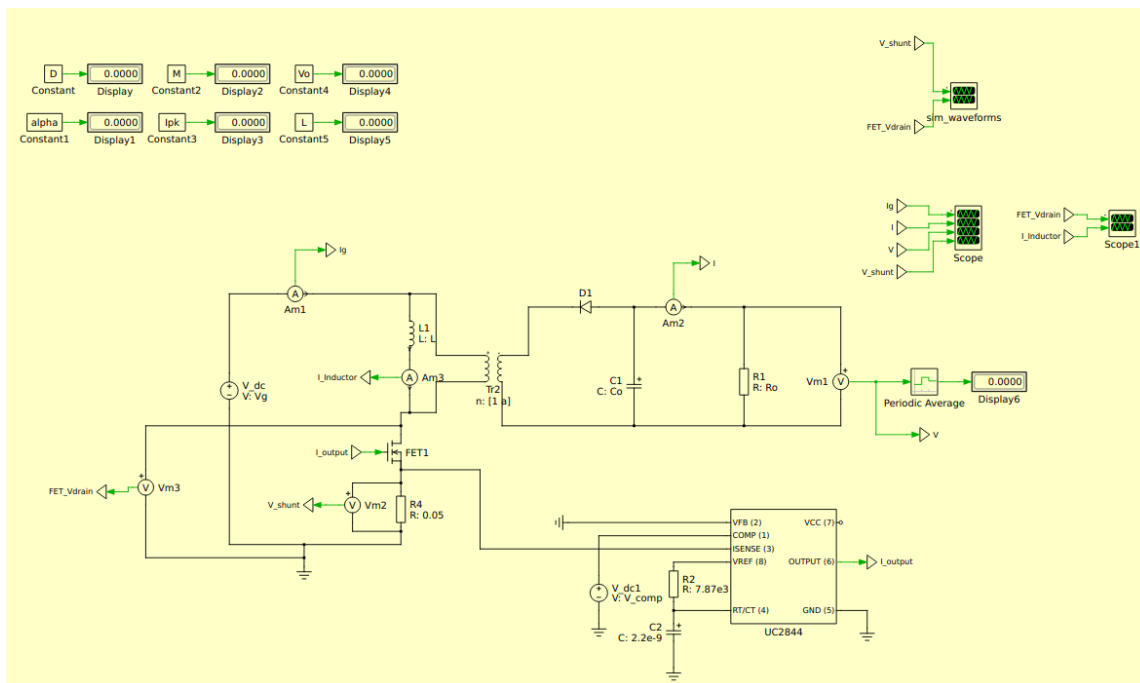 D
0.0000
Constant
Display
M
0.0000
Constant2
Display2
Vo
0.0000
Constant4
Display4
alpha
0.0000
Constant1
Display1
Ipk
0.0000
Constant3
Display3
L
0.0000
Constant5
Display5
V_shunt
FET_Vdrain
sim_waveforms
Ig
I
V
V_shunt
Scope
FET_Vdrain
I_Inductor
Scope1
Ig
A
Am1
V_dc
V: Vg
L1
L: L
I_Inductor
A
Am3
Tr2
n: [1 a]
D1
I
A
Am2
C1
C: Co
R1
R: Ro
Vm1
V
Periodic Average
0.0000
Display6
V
I_output
FET1
FET_Vdrain
V
Vm3
V_shunt
V
Vm2
R4
R: 0.05
VFB (2)
COMP (1)
ISENSE (3)
VREF (8)
RT/CT (4)
VCC (7)
OUTPUT (6)
GND (5)
UC2844
I_output
V_dc1
V: V_comp
R2
R: 7.87e3
C2
C: 2.2e-9